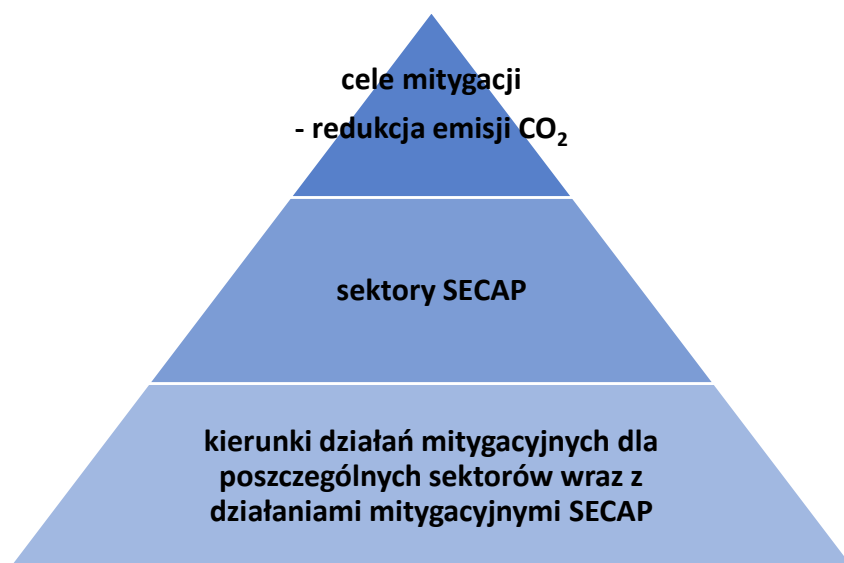 cele mitygacji
- redukcja emisji CO₂
sektory SECAP
kierunki działań mitygacyjnych dla
poszczególnych sektorów wraz z
działaniami mitygacyjnymi SECAP